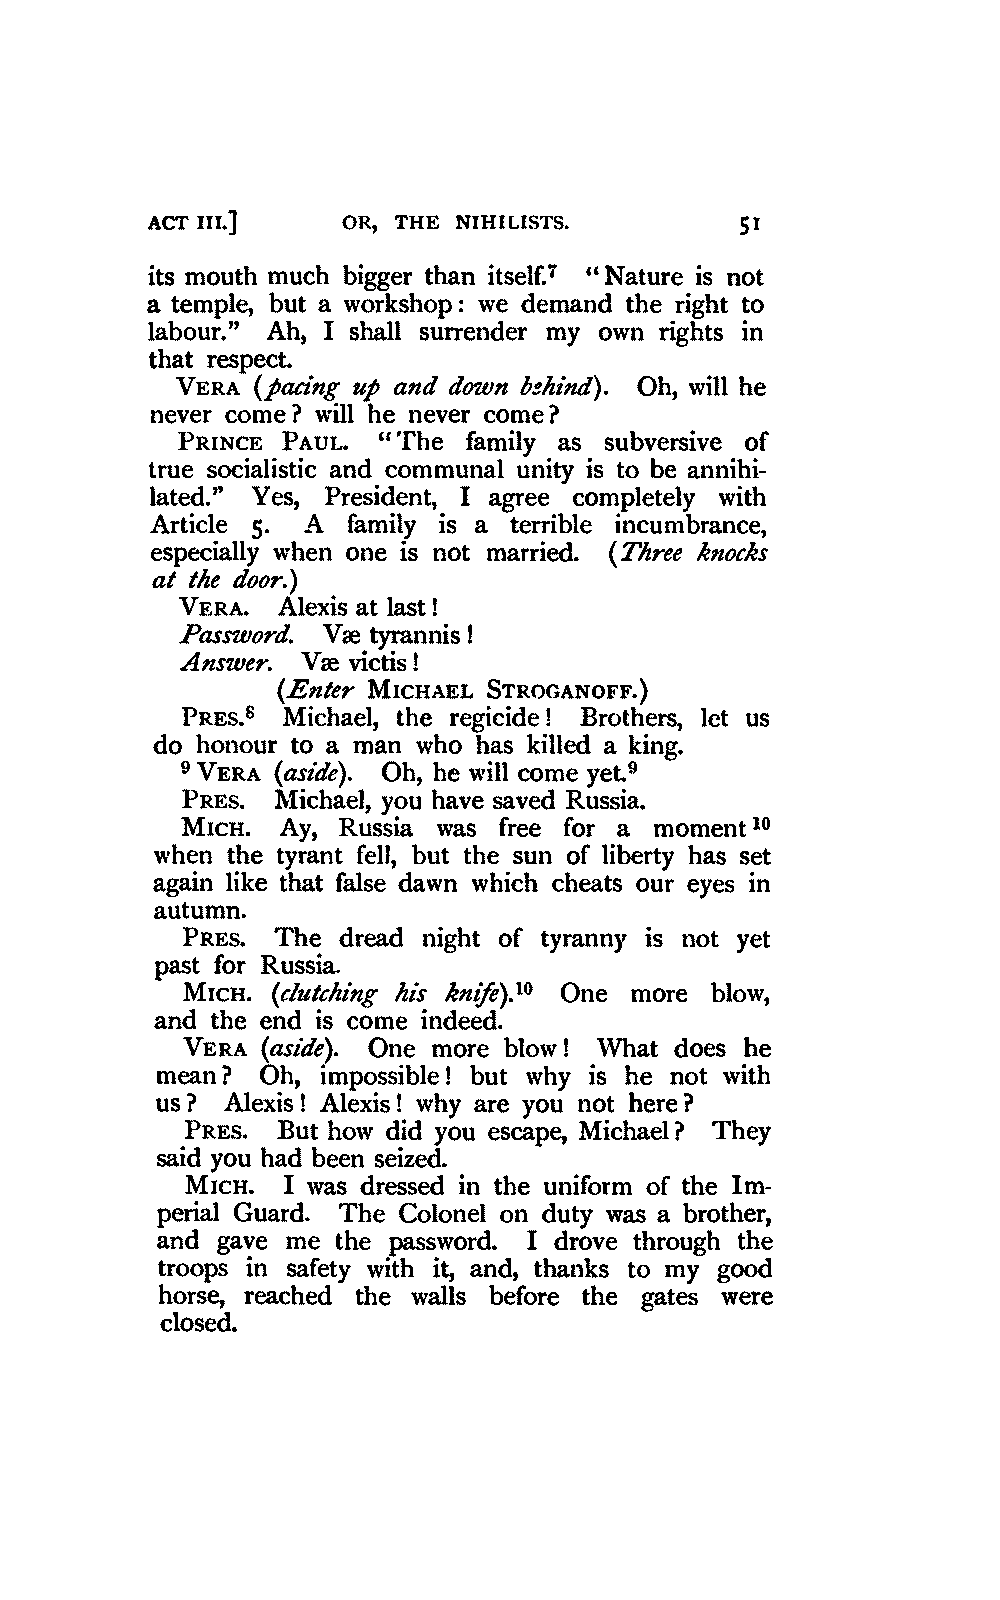 ACT III.] OR, THE NIHILISTS. 51
its mouth much bigger than itself.⁷ “Nature is not
a temple, but a workshop: we demand the right to
labour.” Ah, I shall surrender my own rights in
that respect.
VERA (pacing up and down behind). Oh, will he
never come? will he never come?
PRINCE PAUL. “The family as subversive of
true socialistic and communal unity is to be annihi-
lated.” Yes, President, I agree completely with
Article 5. A family is a terrible incumbrance,
especially when one is not married. (Three knocks
at the door.)
VERA. Alexis at last!
Password. Væ tyrannis!
Answer. Væ victis!
(Enter MICHAEL STROGANOFF.)
PRES.⁸ Michael, the regicide! Brothers, let us
do honour to a man who has killed a king.
⁹ VERA (aside). Oh, he will come yet.⁹
PRES. Michael, you have saved Russia.
MICH. Ay, Russia was free for a moment¹⁰
when the tyrant fell, but the sun of liberty has set
again like that false dawn which cheats our eyes in
autumn.
PRES. The dread night of tyranny is not yet
past for Russia.
MICH. (clutching his knife).¹⁰ One more blow,
and the end is come indeed.
VERA (aside). One more blow! What does he
mean? Oh, impossible! but why is he not with
us? Alexis! Alexis! why are you not here?
PRES. But how did you escape, Michael? They
said you had been seized.
MICH. I was dressed in the uniform of the Im-
perial Guard. The Colonel on duty was a brother,
and gave me the password. I drove through the
troops in safety with it, and, thanks to my good
horse, reached the walls before the gates were
closed.